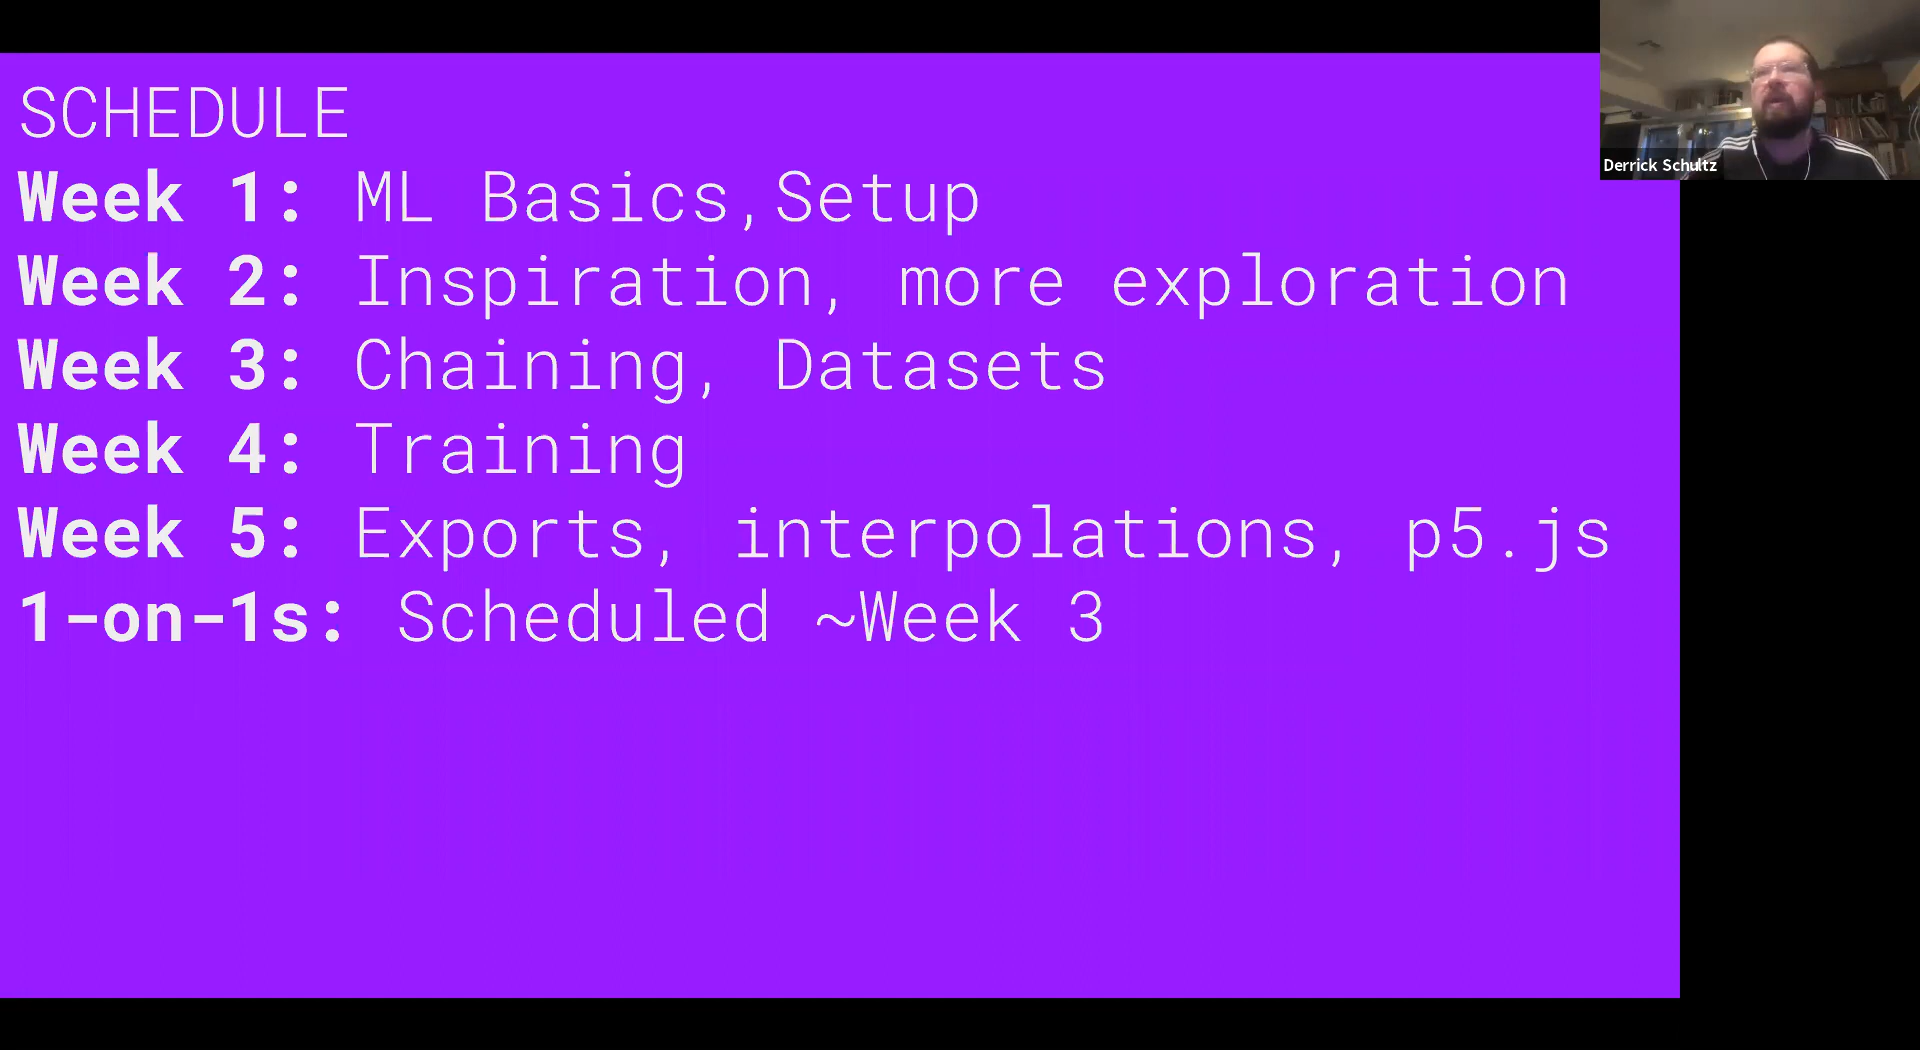 SCHEDULE
Week 1: ML Basics,Setup
Week 2: Inspiration, more exploration
Week 3: Chaining, Datasets
Week 4: Training
Week 5: Exports, interpolations, p5.js
1-on-1s: Scheduled ~Week 3
Derrick Schultz